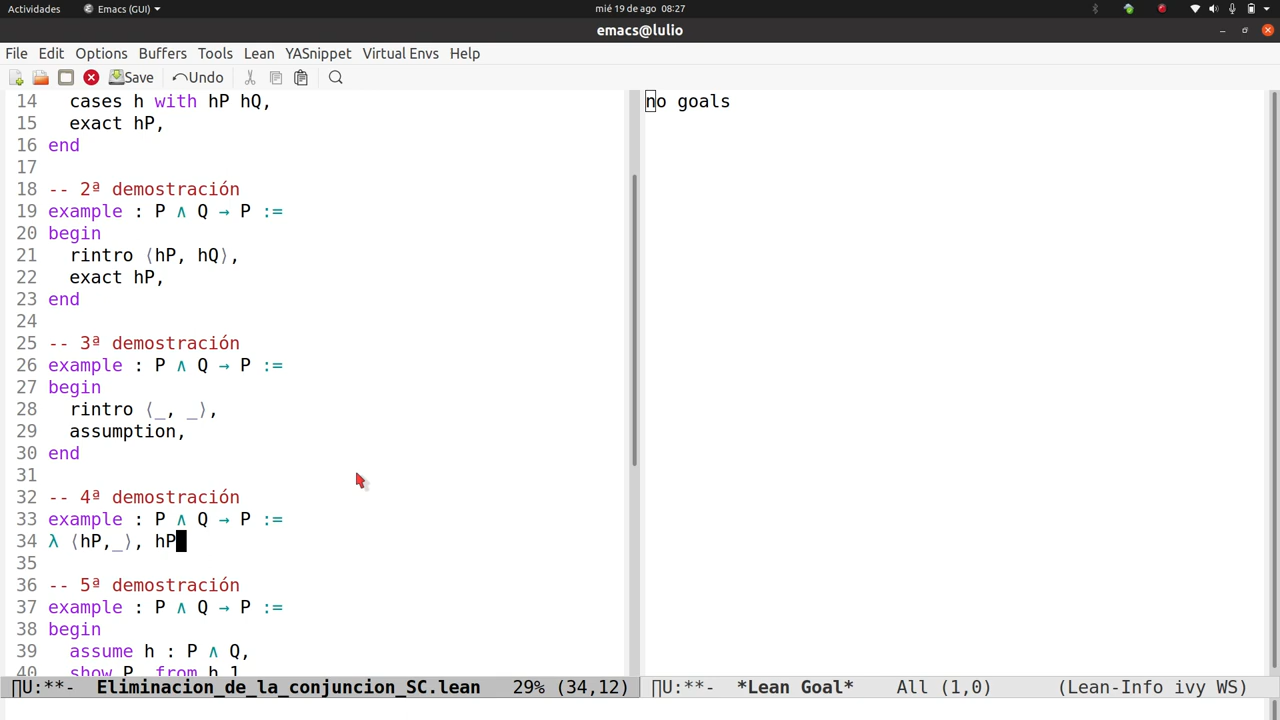 Actividades Emacs (GUI) mié 19 de ago 08:27
emacs@lulio
File Edit Options Buffers Tools Lean YASnippet Virtual Envs Help
Save Undo
14 cases h with hP hQ,
15 exact hP,
16 end
17
18 -- 2ª demostración
19 example : P ∧ Q → P :=
20 begin
21 rintro ⟨hP, hQ⟩,
22 exact hP,
23 end
24
25 -- 3ª demostración
26 example : P ∧ Q → P :=
27 begin
28 rintro ⟨_, _⟩,
29 assumption,
30 end
31
32 -- 4ª demostración
33 example : P ∧ Q → P :=
34 λ ⟨hP,_⟩, hP
35
36 -- 5ª demostración
37 example : P ∧ Q → P :=
38 begin
39 assume h : P ∧ Q,
40 show P, from h.1,
∏U:**- Eliminacion_de_la_conjuncion_SC.lean 29% (34,12)
no goals
∏U:**- *Lean Goal* All (1,0) (Lean-Info ivy WS)